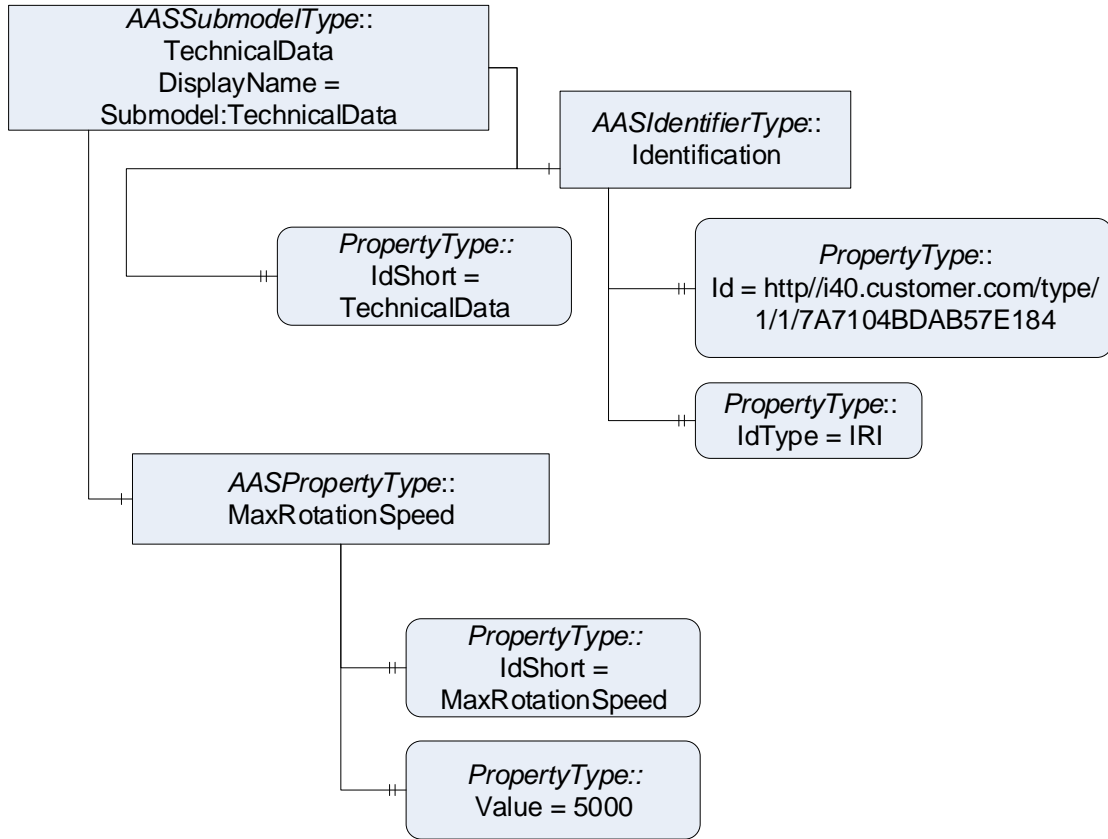 AASSubmodelType::
TechnicalData
DisplayName =
Submodel:TechnicalData
AASIdentifierType::
Identification
PropertyType::
IdShort =
TechnicalData
PropertyType::
Id = http//i40.customer.com/type/
1/1/7A7104BDAB57E184
PropertyType::
IdType = IRI
AASPropertyType::
MaxRotationSpeed
PropertyType::
IdShort =
MaxRotationSpeed
PropertyType::
Value = 5000